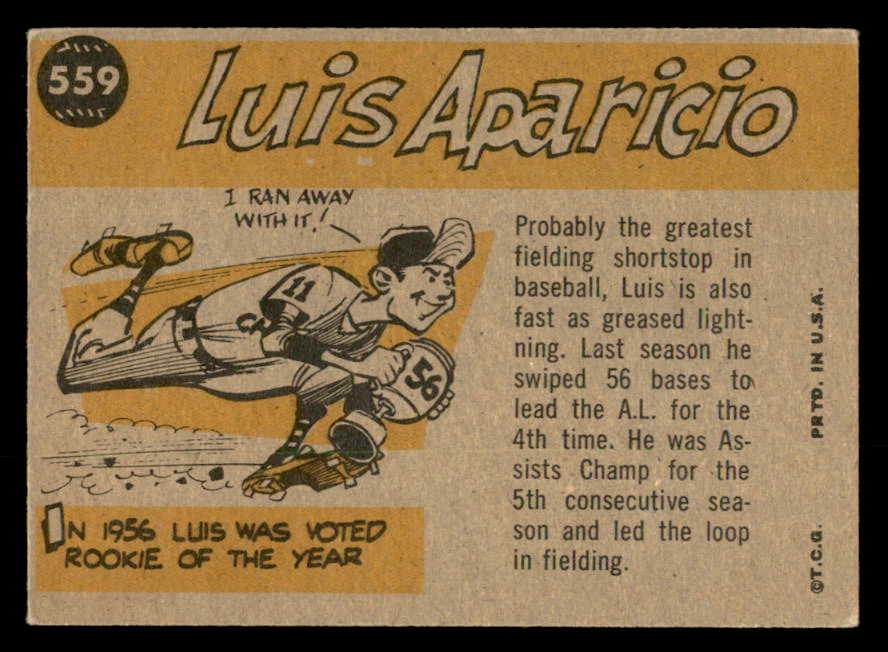 559
Luis Aparicio
I RAN AWAY
WITH IT!
11
CA
56
Probably the greatest
fielding shortstop in
baseball, Luis is also
fast as greased light-
ning. Last season he
swiped 56 bases to
lead the A.L. for the
4th time. He was As-
sists Champ for the
5th consecutive sea-
son and led the loop
in fielding.
IN 1956 LUIS WAS VOTED
ROOKIE OF THE YEAR
©T.C.G.
PRTD. IN U.S.A.